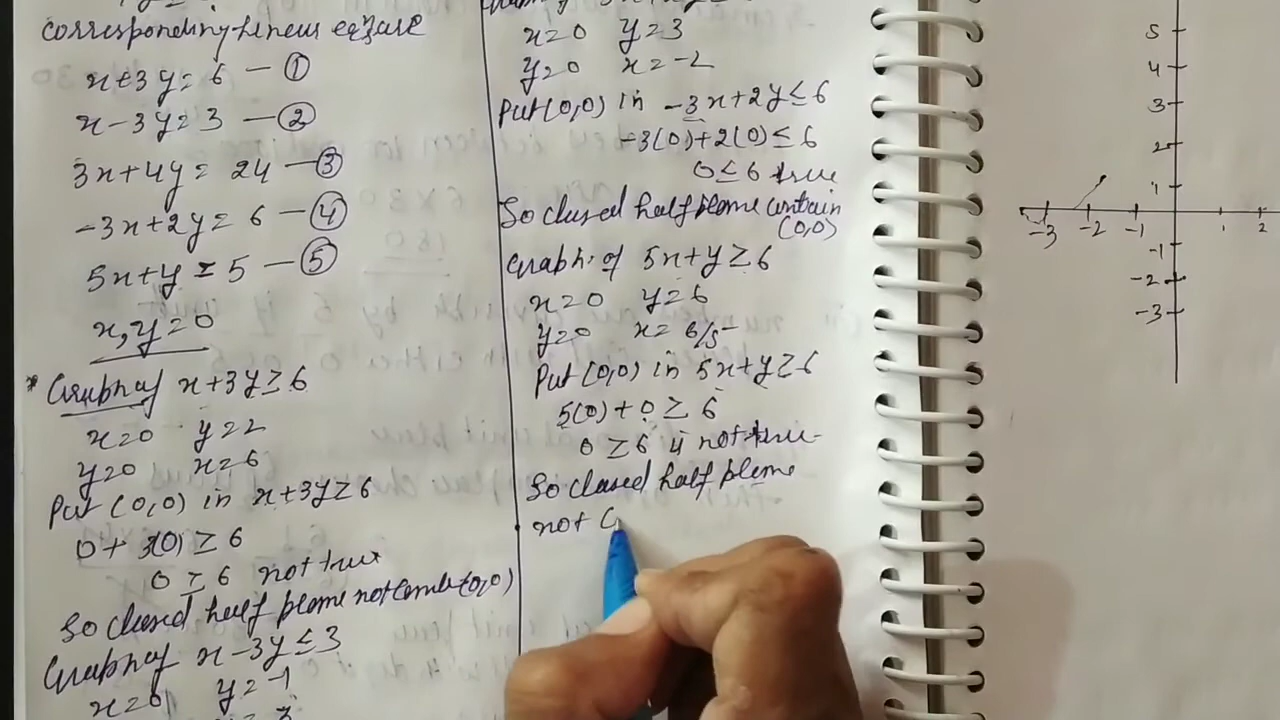 corresponding Linear eqs are
x+3y=6 — ①
x-3y=3 — ②
3x+4y=24 — ③
-3x+2y=6 — ④
5x+y=5 — ⑤
x,y=0
* Graph of x+3y≥6
x=0 y=2
y=0 x=6
Put (0,0) in x+3y≥6
0+3(0)≥6
0≥6 not true
So closed half plane not contain (0,0)
Graph of x-3y≤3
x=0 y=-1
x=0 y=3
y=0 x=-2
Put (0,0) in -3x+2y≤6
-3(0)+2(0)≤6
0≤6 true
So closed half plane contain
(0,0)
Graph of 5x+y≥6
x=0 y=6
y=0 x=6/5
Put (0,0) in 5x+y≥6
5(0)+0≥6
0≥6 not true
So closed half plane
not C
5
4
3
2
1
-3 -2 -1 1 2
-1
-2
-3